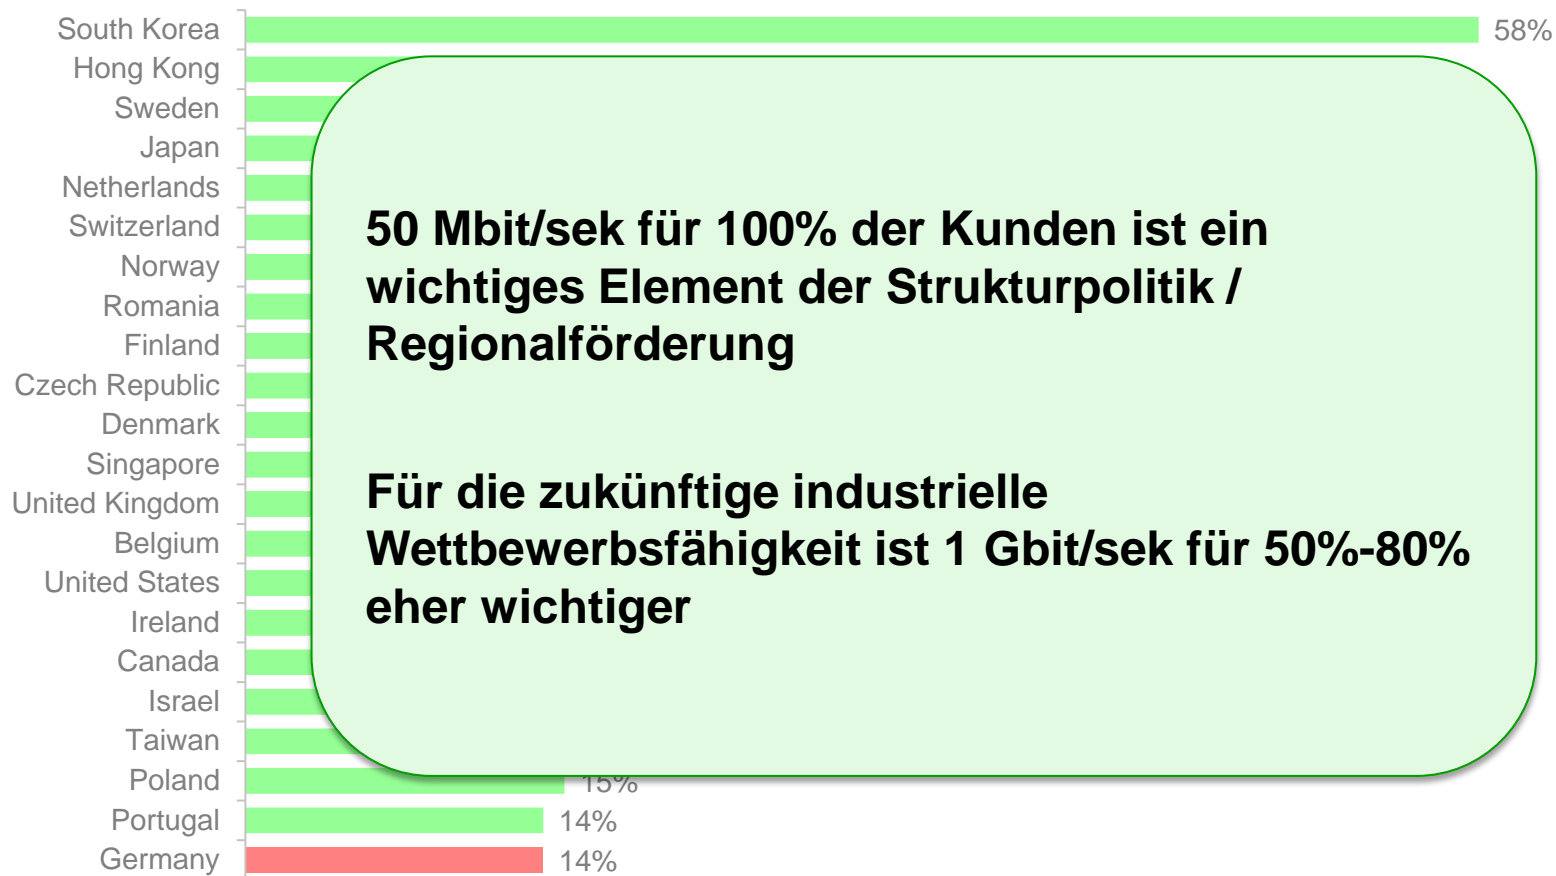 South Korea 58%
Hong Kong
Sweden
Japan
Netherlands
Switzerland
Norway
Romania
Finland
Czech Republic
Denmark
Singapore
United Kingdom
Belgium
United States
Ireland
Canada
Israel
Taiwan
Poland 15%
Portugal 14%
Germany 14%
50 Mbit/sek für 100% der Kunden ist ein
wichtiges Element der Strukturpolitik /
Regionalförderung
Für die zukünftige industrielle
Wettbewerbsfähigkeit ist 1 Gbit/sek für 50%-80%
eher wichtiger